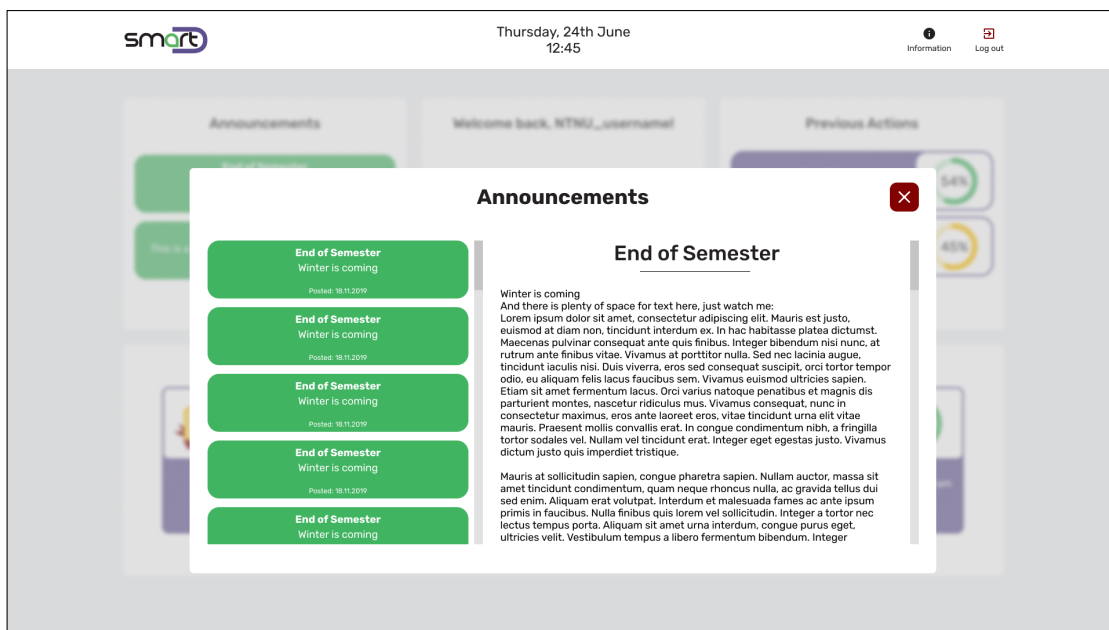 smart
Thursday, 24th June
12:45
Information
Log out
Announcements
Welcome back, NTNU_username!
Previous Actions
End of Semester
54%
This is
45%
Announcements
End of Semester
Winter is coming
Posted: 18.11.2019
End of Semester
Winter is coming
Posted: 18.11.2019
End of Semester
Winter is coming
Posted: 18.11.2019
End of Semester
Winter is coming
Posted: 18.11.2019
End of Semester
Winter is coming
End of Semester
Winter is coming
And there is plenty of space for text here, just watch me:
Lorem ipsum dolor sit amet, consectetur adipiscing elit. Mauris est justo,
euismod at diam non, tincidunt interdum ex. In hac habitasse platea dictumst.
Maecenas pulvinar consequat ante quis finibus. Integer bibendum nisi nunc, at
rutrum ante finibus vitae. Vivamus at porttitor nulla. Sed nec lacinia augue,
tincidunt iaculis nisi. Duis viverra, eros sed consequat suscipit, orci tortor tempor
odio, eu aliquam felis lacus faucibus sem. Vivamus euismod ultricies sapien.
Etiam sit amet fermentum lacus. Orci varius natoque penatibus et magnis dis
parturient montes, nascetur ridiculus mus. Vivamus consequat, nunc in
consectetur maximus, eros ante laoreet eros, vitae tincidunt urna elit vitae
mauris. Praesent mollis convallis erat. In congue condimentum nibh, a fringilla
tortor sodales vel. Nullam vel tincidunt erat. Integer eget egestas justo. Vivamus
dictum justo quis imperdiet tristique.
Mauris at sollicitudin sapien, congue pharetra sapien. Nullam auctor, massa sit
amet tincidunt condimentum, quam neque rhoncus nulla, ac gravida tellus dui
sed enim. Aliquam erat volutpat. Interdum et malesuada fames ac ante ipsum
primis in faucibus. Nulla finibus quis lorem vel sollicitudin. Integer a tortor nec
lectus tempus porta. Aliquam sit amet urna interdum, congue purus eget,
ultricies velit. Vestibulum tempus a libero fermentum bibendum. Integer